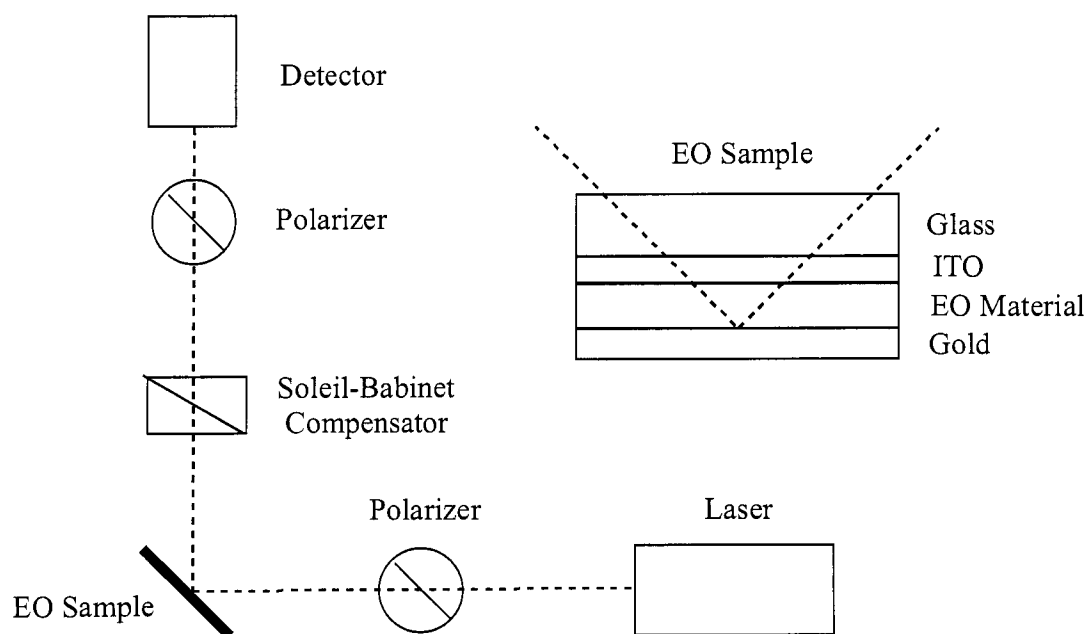 Detector
EO Sample
Polarizer
Glass
ITO
EO Material
Gold
Soleil-Babinet
Compensator
Polarizer
Laser
EO Sample